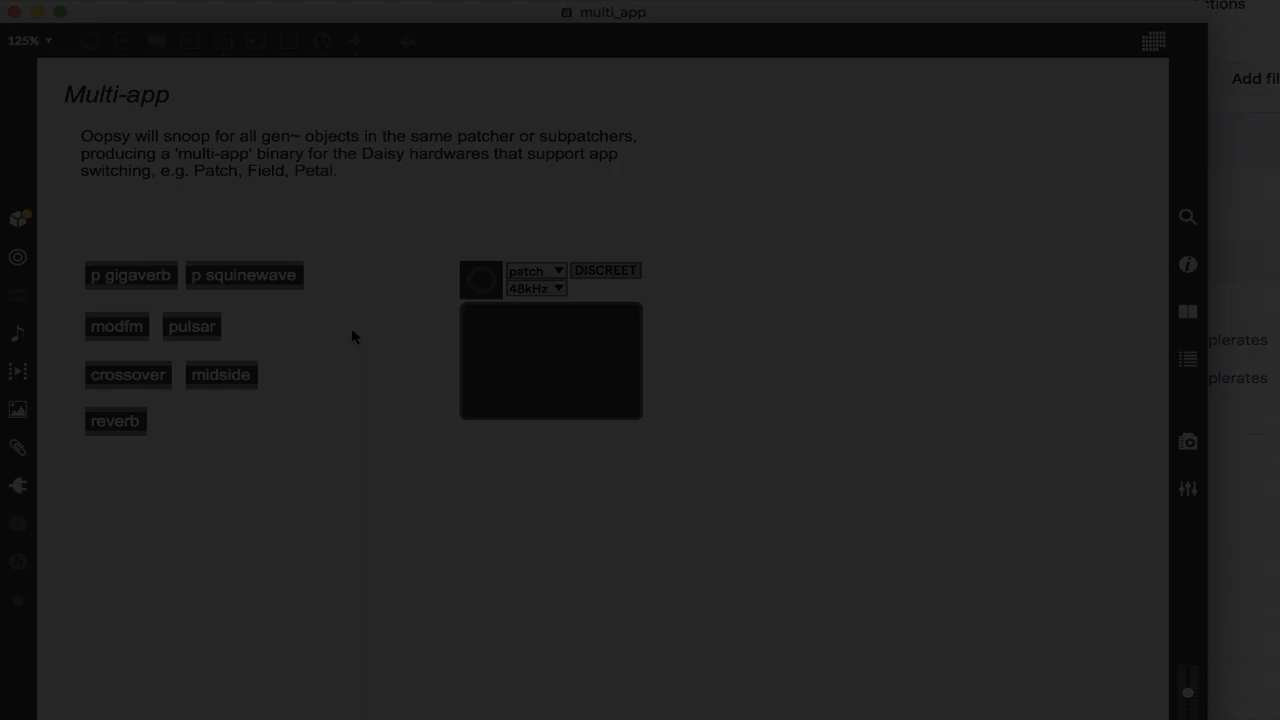 ctions
multi_app
125%
Add fil
Multi-app
Oopsy will snoop for all gen~ objects in the same patcher or subpatchers,
producing a 'multi-app' binary for the Daisy hardwares that support app
switching, e.g. Patch, Field, Petal.
p gigaverb
p squinewave
patch
DISCREET
48kHz
modfm
pulsar
plerates
crossover
midside
plerates
reverb